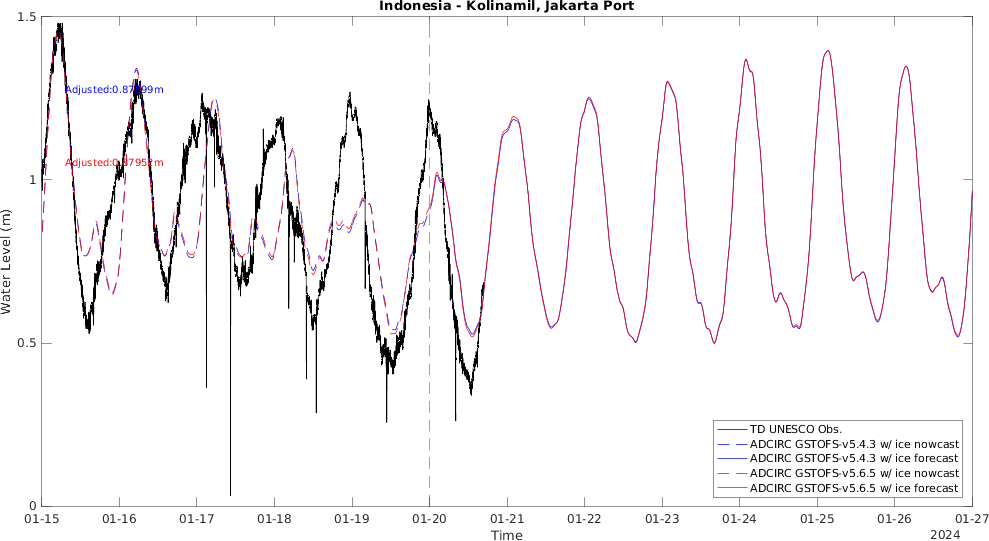 Indonesia - Kolinamil, Jakarta Port
1.5
1
0.5
0
Water Level (m)
TD UNESCO Obs.
ADCIRC GSTOFS-v5.4.3 w/ ice nowcast
ADCIRC GSTOFS-v5.4.3 w/ ice forecast
ADCIRC GSTOFS-v5.6.5 w/ ice nowcast
ADCIRC GSTOFS-v5.6.5 w/ ice forecast
01-15 01-16 01-17 01-18 01-19 01-20 01-21 01-22 01-23 01-24 01-25 01-26 01-27
Time
2024